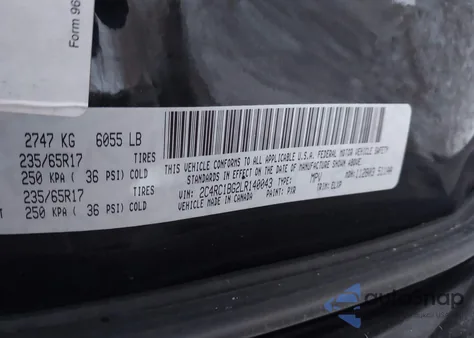 Form 96
2747 KG 6055 LB
235/65R17 TIRES
250 KPA ( 36 PSI) COLD
235/65R17 TIRES
250 KPA ( 36 PSI) COLD
THIS VEHICLE CONFORMS TO ALL APPLICABLE U.S.A. FEDERAL MOTOR VEHICLE SAFETY
STANDARDS IN EFFECT ON THE DATE OF MANUFACTURE SHOWN ABOVE.
VIN: 2C4RC1BG2LR140043 TYPE: MPV
VEHICLE MADE IN CANADA PAINT: PXR TRIM:
autosnap